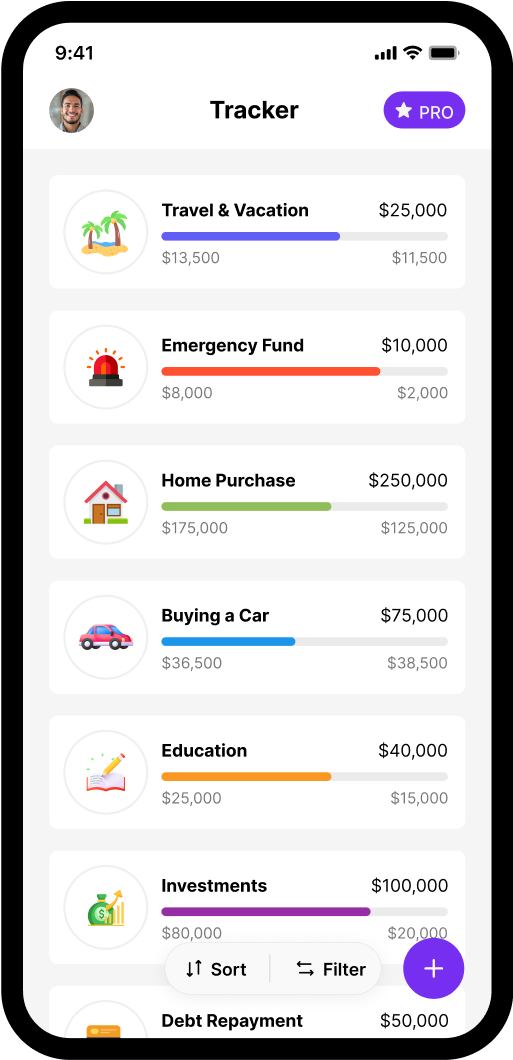 9:41
Tracker
PRO
Travel & Vacation $25,000
$13,500 $11,500
Emergency Fund $10,000
$8,000 $2,000
Home Purchase $250,000
$175,000 $125,000
Buying a Car $75,000
$36,500 $38,500
Education $40,000
$25,000 $15,000
Investments $100,000
$80,000 $20,000
Sort Filter
Debt Repayment $50,000